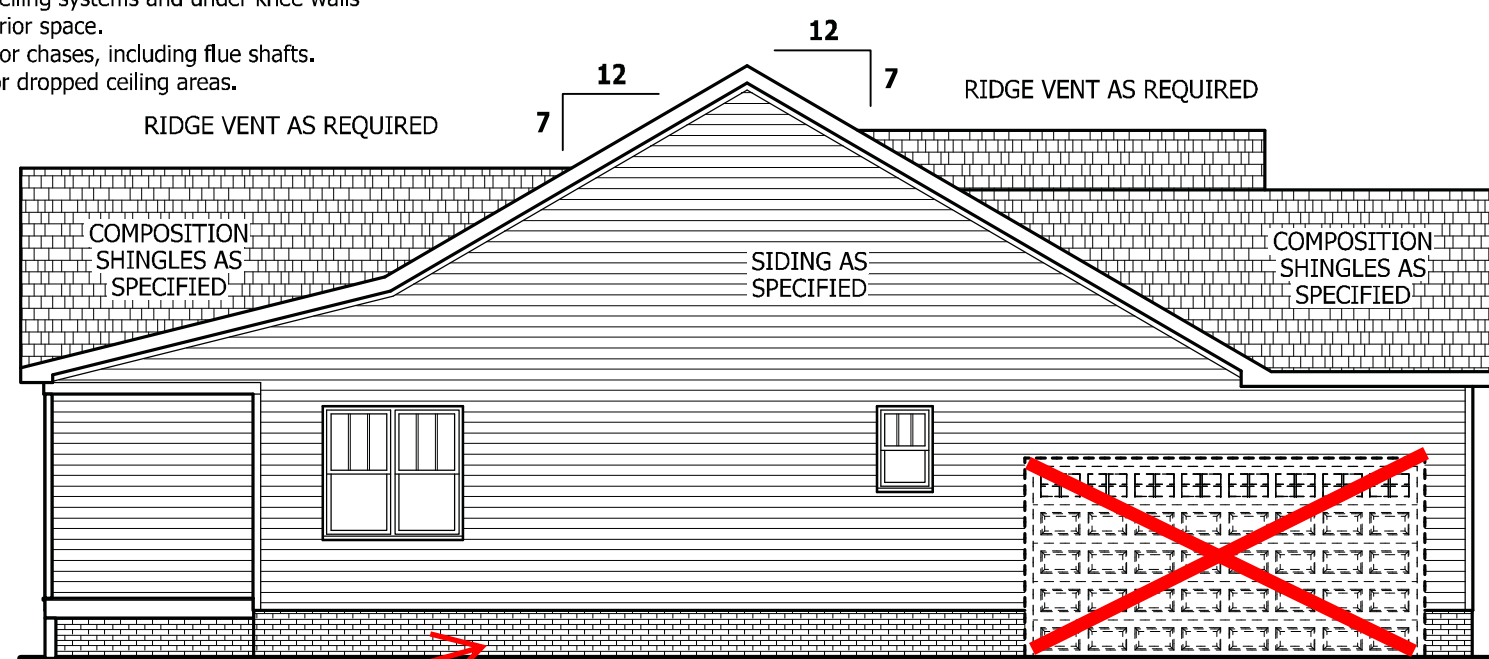 eiling systems and under knee walls
rior space.
or chases, including flue shafts.
or dropped ceiling areas.
12
7
12
7
RIDGE VENT AS REQUIRED
RIDGE VENT AS REQUIRED
COMPOSITION
SHINGLES AS
SPECIFIED
SIDING AS
SPECIFIED
COMPOSITION
SHINGLES AS
SPECIFIED